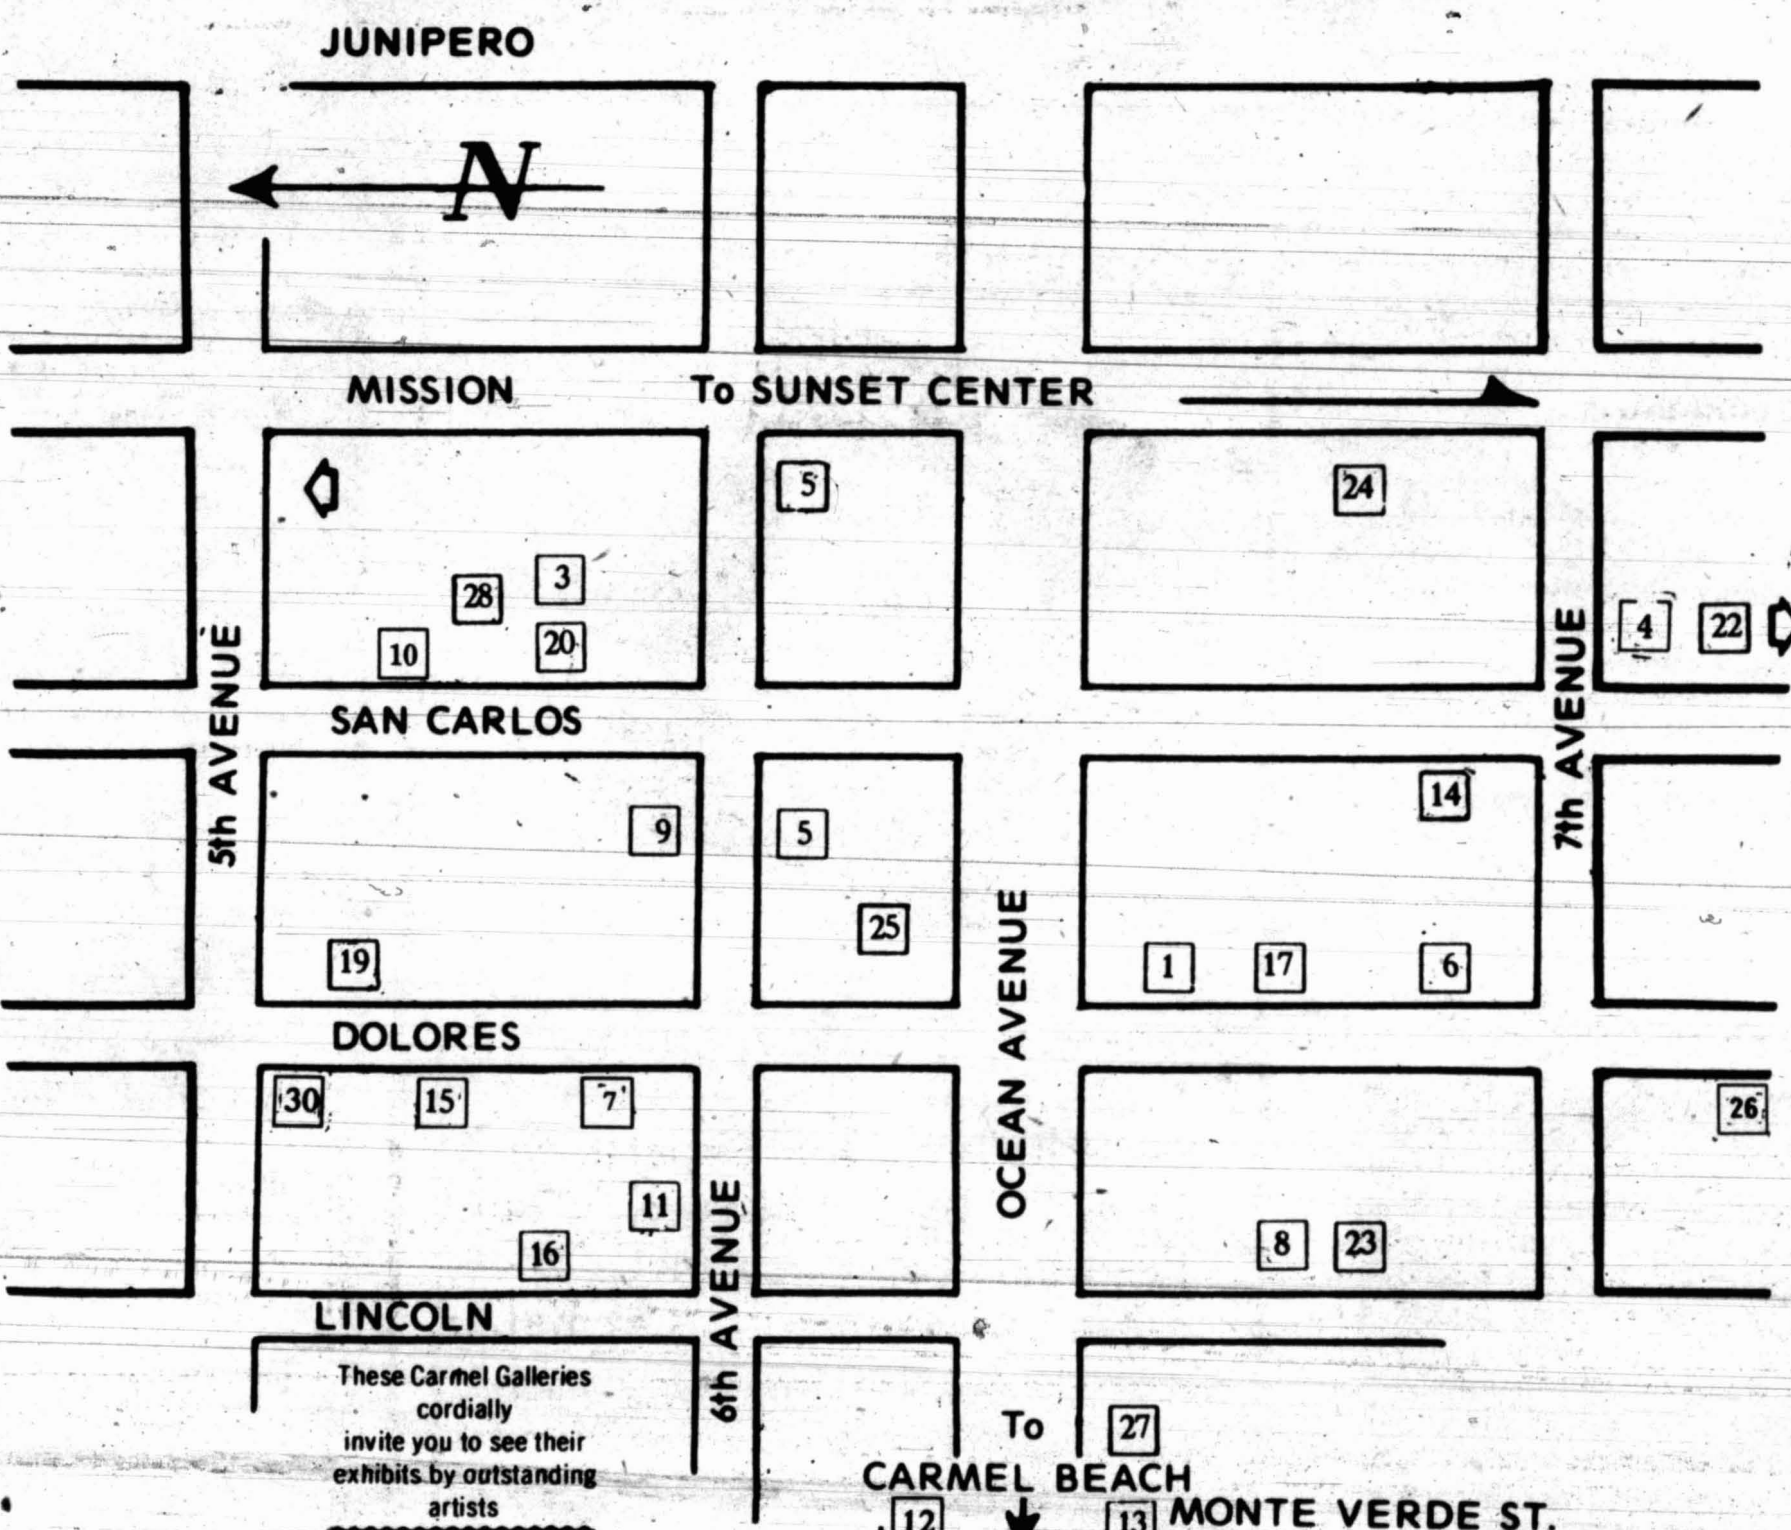 JUNIPERO
N
MISSION
To SUNSET CENTER
5
24
3
28
4
22
20
10
5th AVENUE
7th AVENUE
SAN CARLOS
14
9
5
25
19
1
17
6
OCEAN AVENUE
DOLORES
30
15
7
26
11
16
8
23
6th AVENUE
LINCOLN
These Carmel Galleries
cordially
invite you to see their
exhibits by outstanding
artists
To
27
CARMEL BEACH
12
13
MONTE VERDE ST.